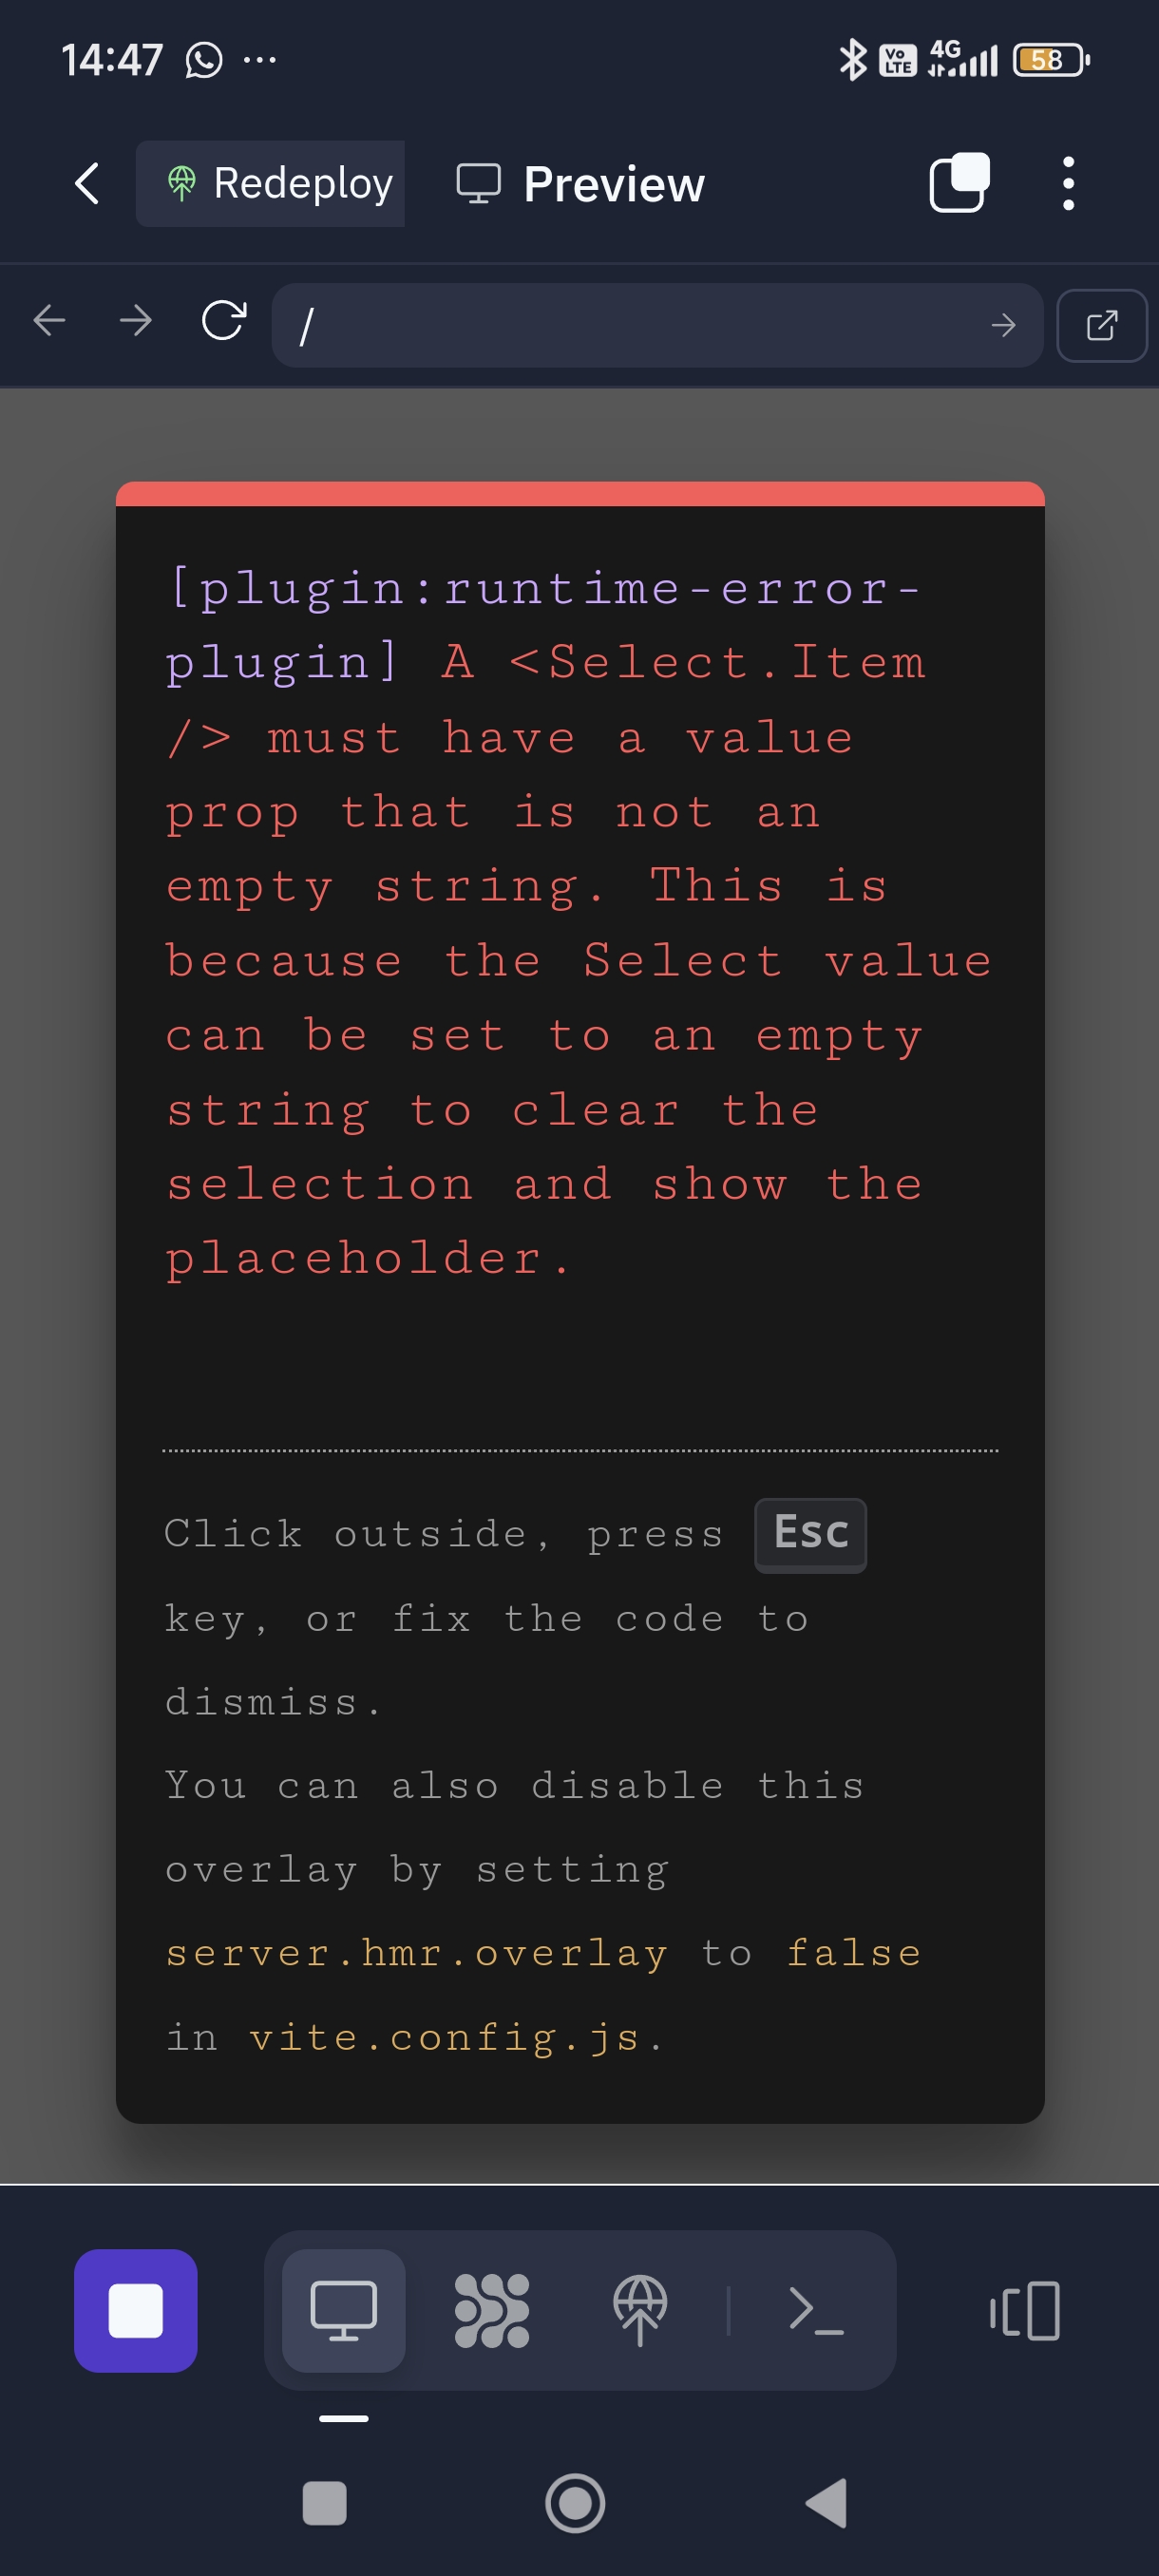 14:47 ...
Vo LTE 4G 58
Redeploy Preview
/
[plugin:runtime-error-
plugin] A <Select.Item
/> must have a value
prop that is not an
empty string. This is
because the Select value
can be set to an empty
string to clear the
selection and show the
placeholder.
Click outside, press Esc
key, or fix the code to
dismiss.
You can also disable this
overlay by setting
server.hmr.overlay to false
in vite.config.js.